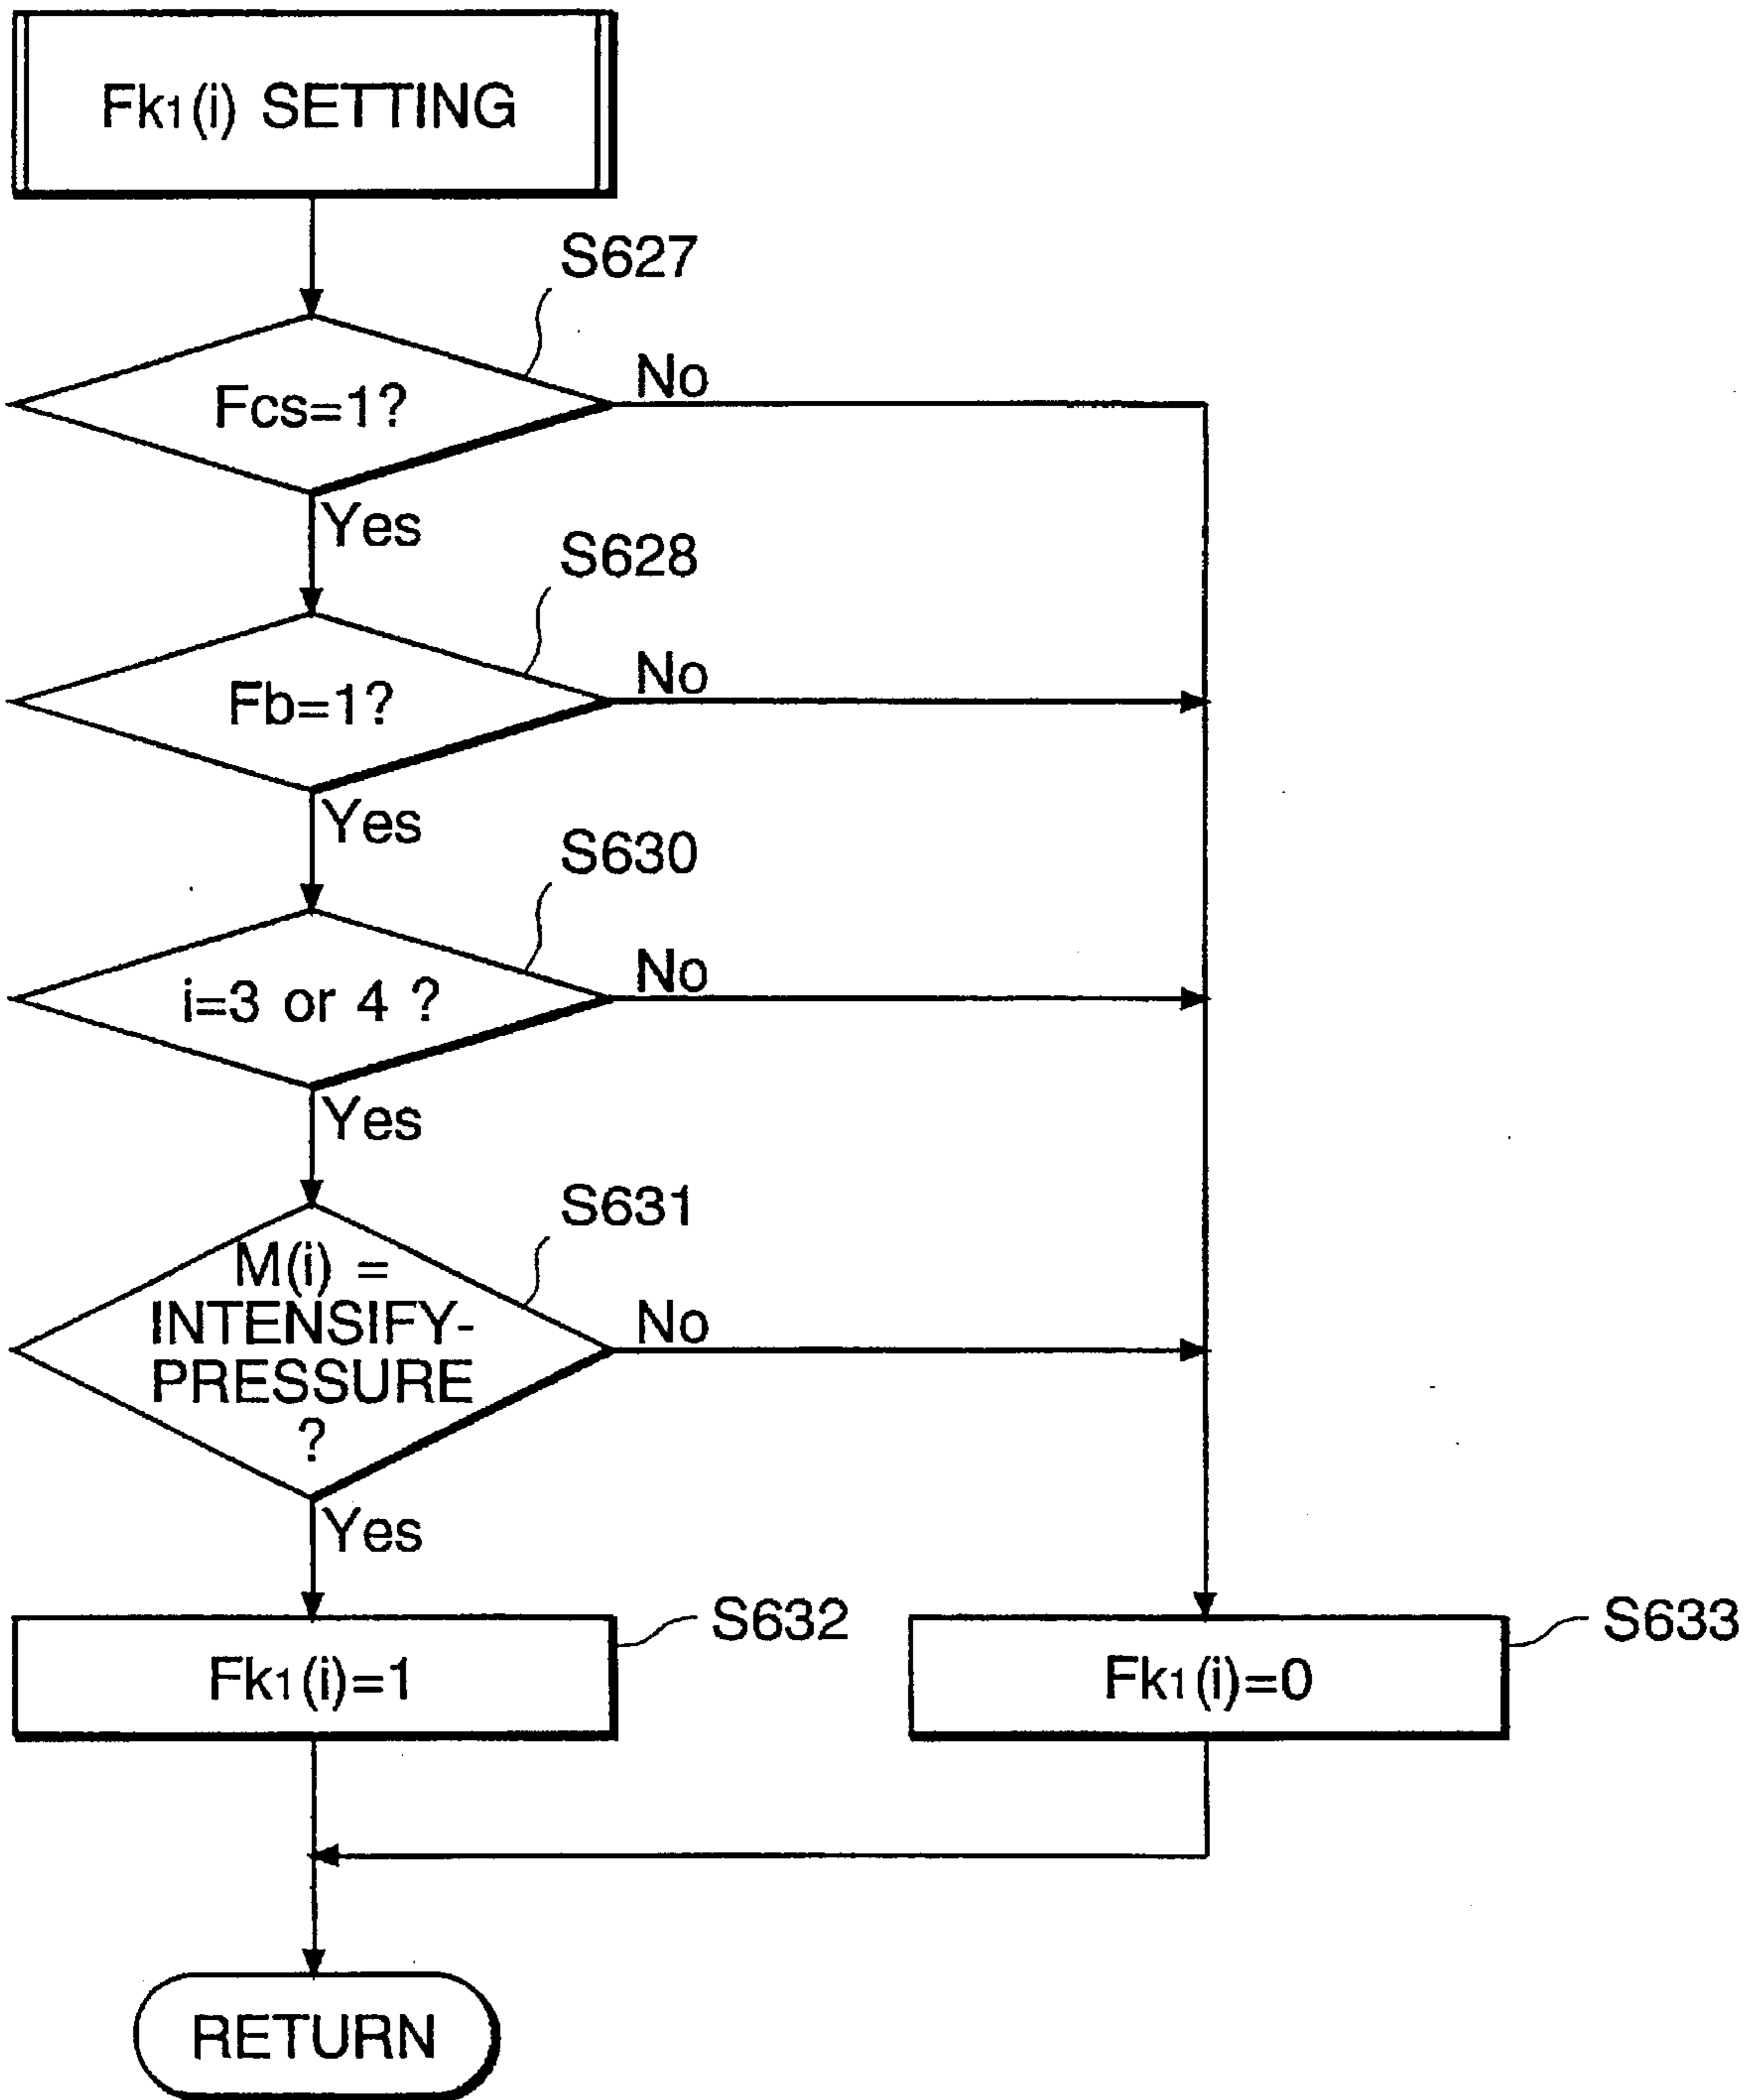 Fk1(i) SETTING
S627
Fcs=1?
No
Yes
S628
Fb=1?
No
Yes
S630
i=3 or 4 ?
No
Yes
S631
M(i) =
INTENSIFY-
PRESSURE
?
No
Yes
S632
Fk1(i)=1
S633
Fk1(i)=0
RETURN